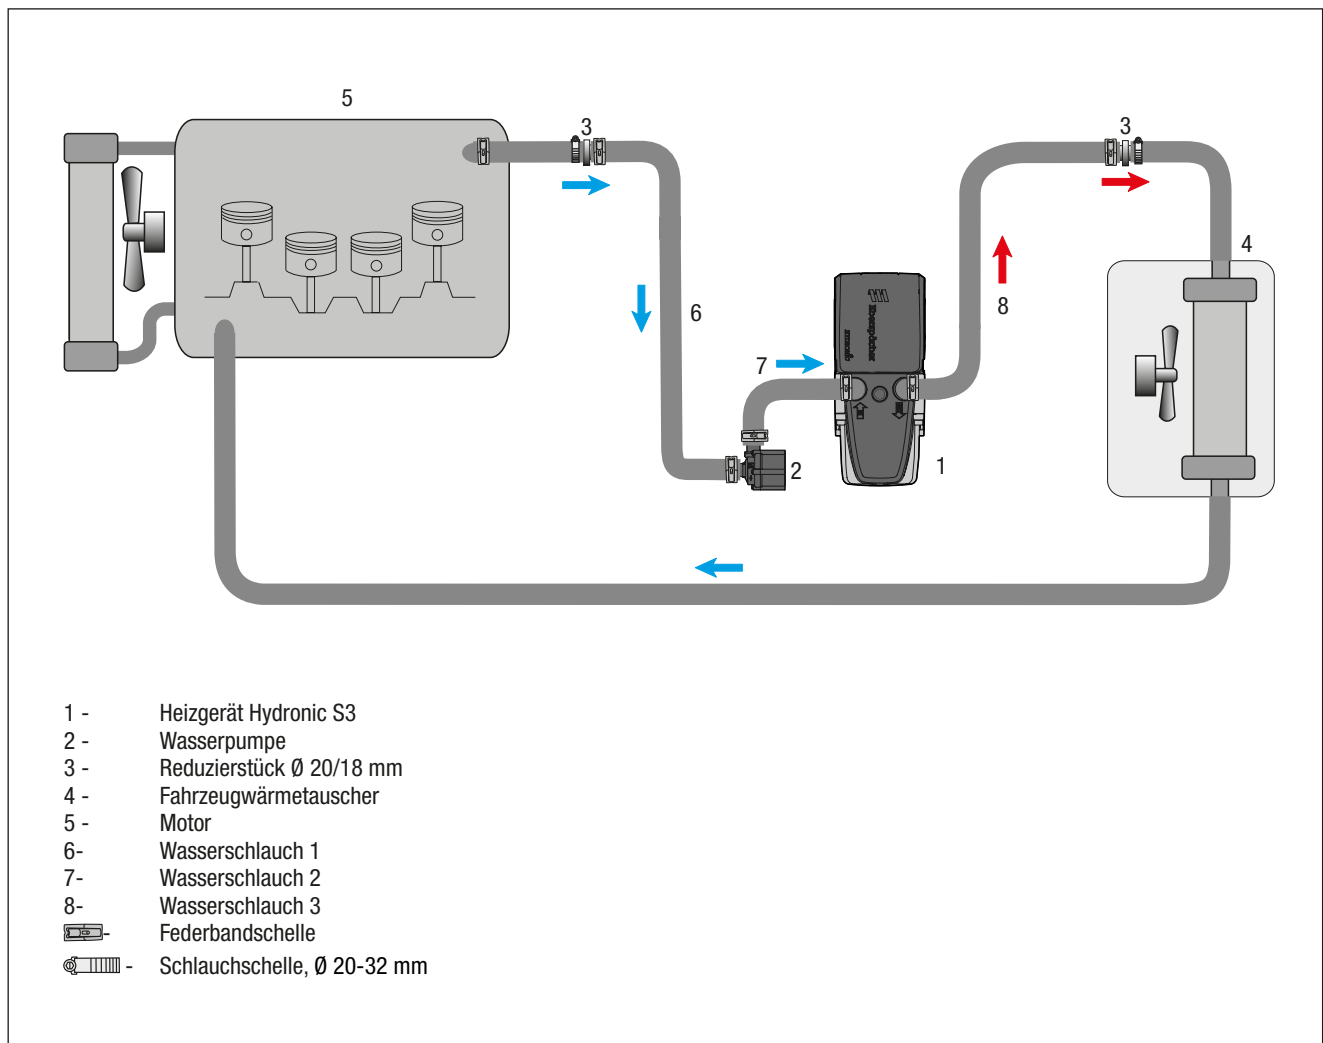 5
3
3
4
6
8
7
2
1
Eberspächer
1 - Heizgerät Hydronic S3
2 - Wasserpumpe
3 - Reduzierstück Ø 20/18 mm
4 - Fahrzeugwärmetauscher
5 - Motor
6- Wasserschlauch 1
7- Wasserschlauch 2
8- Wasserschlauch 3
- Federbandschelle
- Schlauchschelle, Ø 20-32 mm